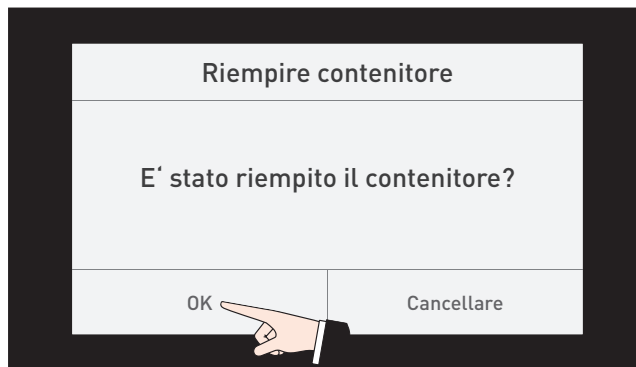 Riempire contenitore
E‘ stato riempito il contenitore?
OK
Cancellare